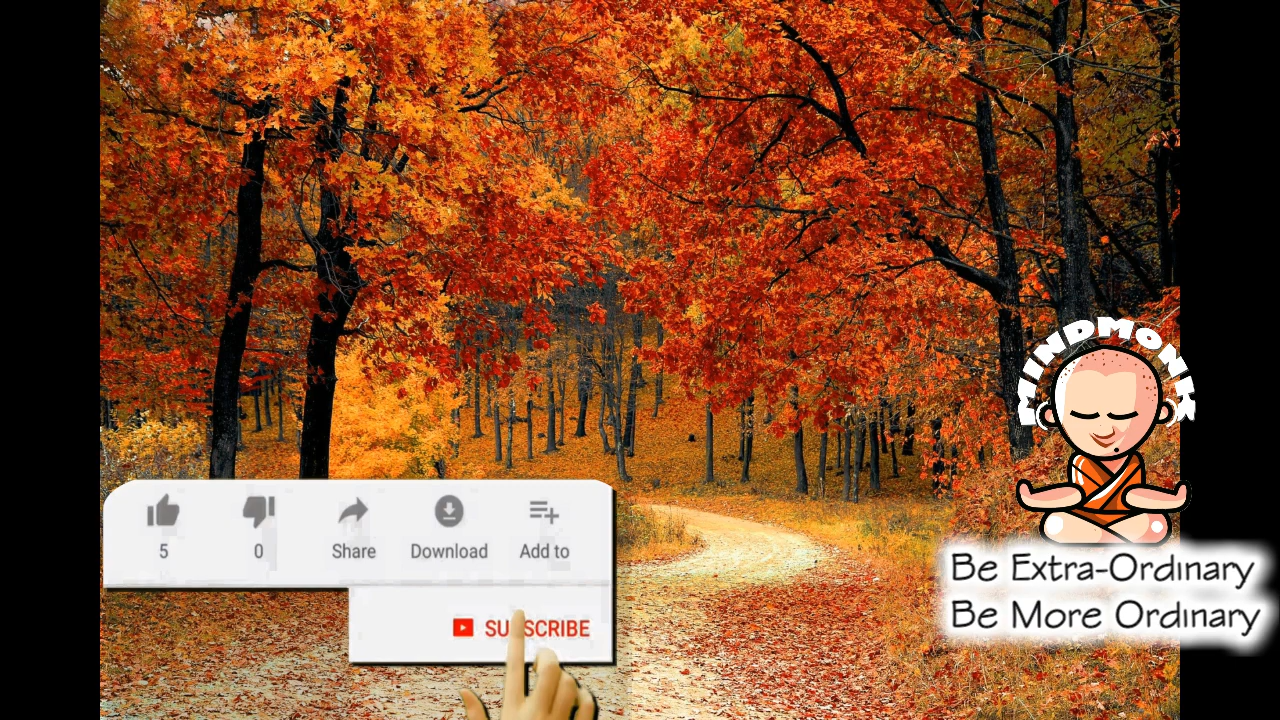 MINDMONK
5
0
Share
Download
Add to
SUBSCRIBE
Be Extra-Ordinary
Be More Ordinary